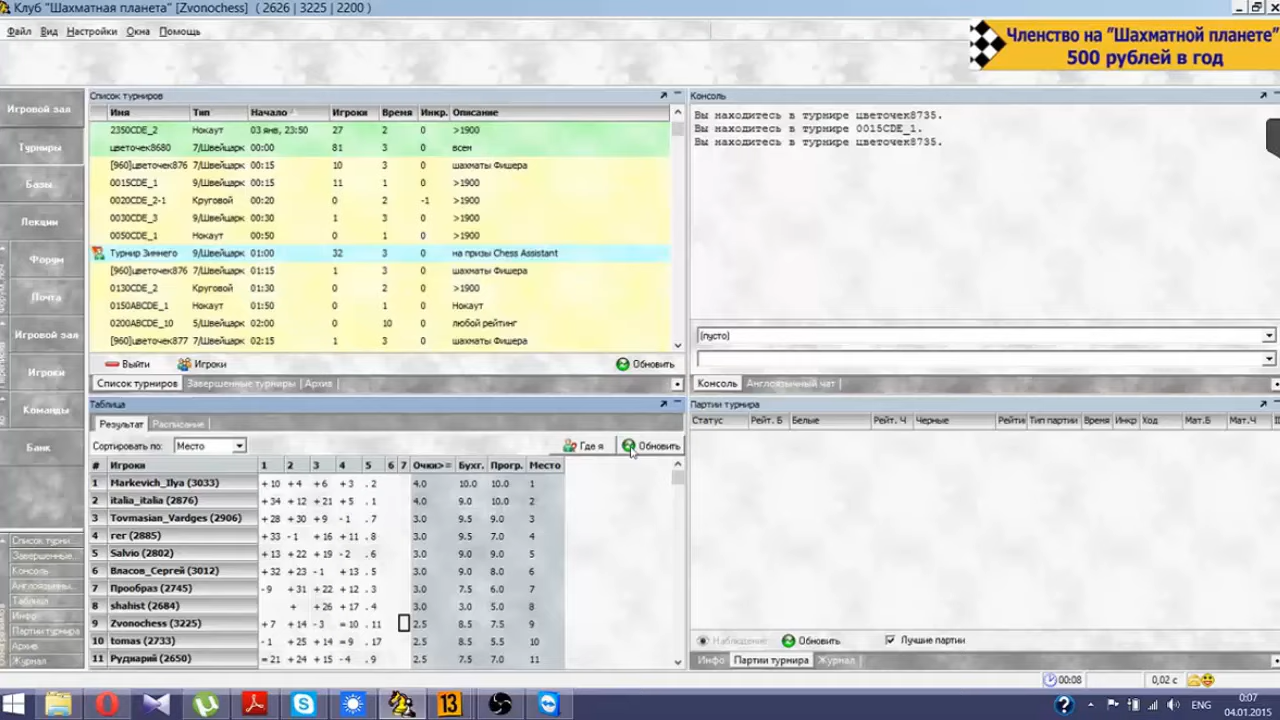 Клуб "Шахматная планета" [Zvonochess] ( 2626 | 3225 | 2200 )
Файл Вид Настройки Окна Помощь
Членство на "Шахматной планете"
500 рублей в год
Игровой зал
Турниры
Базы
Лекции
Форум
Почта
Игровой зал
Игроки
Команды
Банк
Список турни...
Завершенные...
Консоль
Англоязычны...
Таблица
Инфо
Партии турнира
Архив
Журнал
Список турниров
Имя Тип Начало Игроки Время Инкр. Описание
2350CDE_2 Нокаут 03 янв, 23:50 27 2 0 >1900
цветочек8680 7/Швейцарк 00:00 81 3 0 всем
[960]цветочек876 7/Швейцарк 00:15 10 3 0 шахматы Фишера
0015CDE_1 9/Швейцарк 00:15 11 1 0 >1900
0020CDE_2-1 Круговой 00:20 0 2 -1 >1900
0030CDE_3 9/Швейцарк 00:30 1 3 0 >1900
0050CDE_1 Нокаут 00:50 0 1 0 >1900
Турнир Зиннего 9/Швейцарк 01:00 32 3 0 на призы Chess Assistant
[960]цветочек876 7/Швейцарк 01:15 1 3 0 шахматы Фишера
0130CDE_2 Круговой 01:30 0 2 0 >1900
0150ABCDE_1 Нокаут 01:50 0 1 0 Нокаут
0200ABCDE_10 5/Швейцарк 02:00 0 10 0 любой рейтинг
[960]цветочек877 7/Швейцарк 02:15 1 3 0 шахматы Фишера
Выйти Игроки Обновить
Список турниров Завершенные турниры Архив
Консоль
Вы находитесь в турнире цветочек8735.
Вы находитесь в турнире 0015CDE_1.
Вы находитесь в турнире цветочек8735.
(пусто)
Консоль Англоязычный чат
Таблица
Результат Расписание
Сортировать по: Место Где я Обновить
# Игроки 1 2 3 4 5 6 7 Очки>= Бухг. Прогр. Место
1 Markevich_Ilya (3033) + 10 + 4 + 6 + 3 . 2 4.0 10.0 10.0 1
2 italia_italia (2876) + 34 + 12 + 21 + 5 . 1 4.0 9.0 10.0 2
3 Tovmasian_Vardges (2906) + 28 + 30 + 9 - 1 . 7 3.0 9.5 9.0 3
4 rer (2885) + 33 - 1 + 16 + 11 . 8 3.0 9.5 7.0 4
5 Salvio (2802) + 13 + 22 + 19 - 2 . 6 3.0 9.0 9.0 5
6 Власов_Сергей (3012) + 32 + 23 - 1 + 13 . 5 3.0 9.0 8.0 6
7 Прообраз (2745) - 9 + 31 + 22 + 12 . 3 3.0 7.5 6.0 7
8 shahist (2684) + + 26 + 17 . 4 3.0 3.0 5.0 8
9 Zvonochess (3225) + 7 + 14 - 3 = 10 . 11 2.5 8.5 7.5 9
10 tomas (2733) - 1 + 25 + 14 = 9 . 17 2.5 8.5 5.5 10
11 Рудиарий (2650) = 21 + 24 + 15 - 4 . 9 2.5 7.5 7.0 11
Партии турнира
Статус Рейт. Б Белые Рейт. Ч Черные Рейти Тип партии Время Инкр Ход Мат.Б Мат.Ч
Наблюдение Обновить Лучшие партии
Инфо Партии турнира Журнал
00:08 0,02 с
13
ENG
0:07
04.01.2015